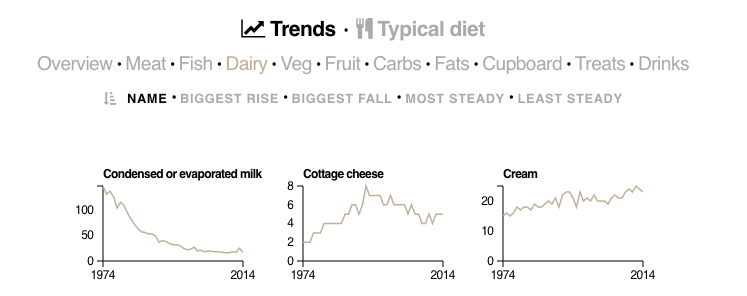 Trends · Typical diet
Overview • Meat • Fish • Dairy • Veg • Fruit • Carbs • Fats • Cupboard • Treats • Drinks
NAME • BIGGEST RISE • BIGGEST FALL • MOST STEADY • LEAST STEADY
Condensed or evaporated milk
100
50
0
1974 2014
Cottage cheese
8
6
4
2
0
1974 2014
Cream
20
10
0
1974 2014